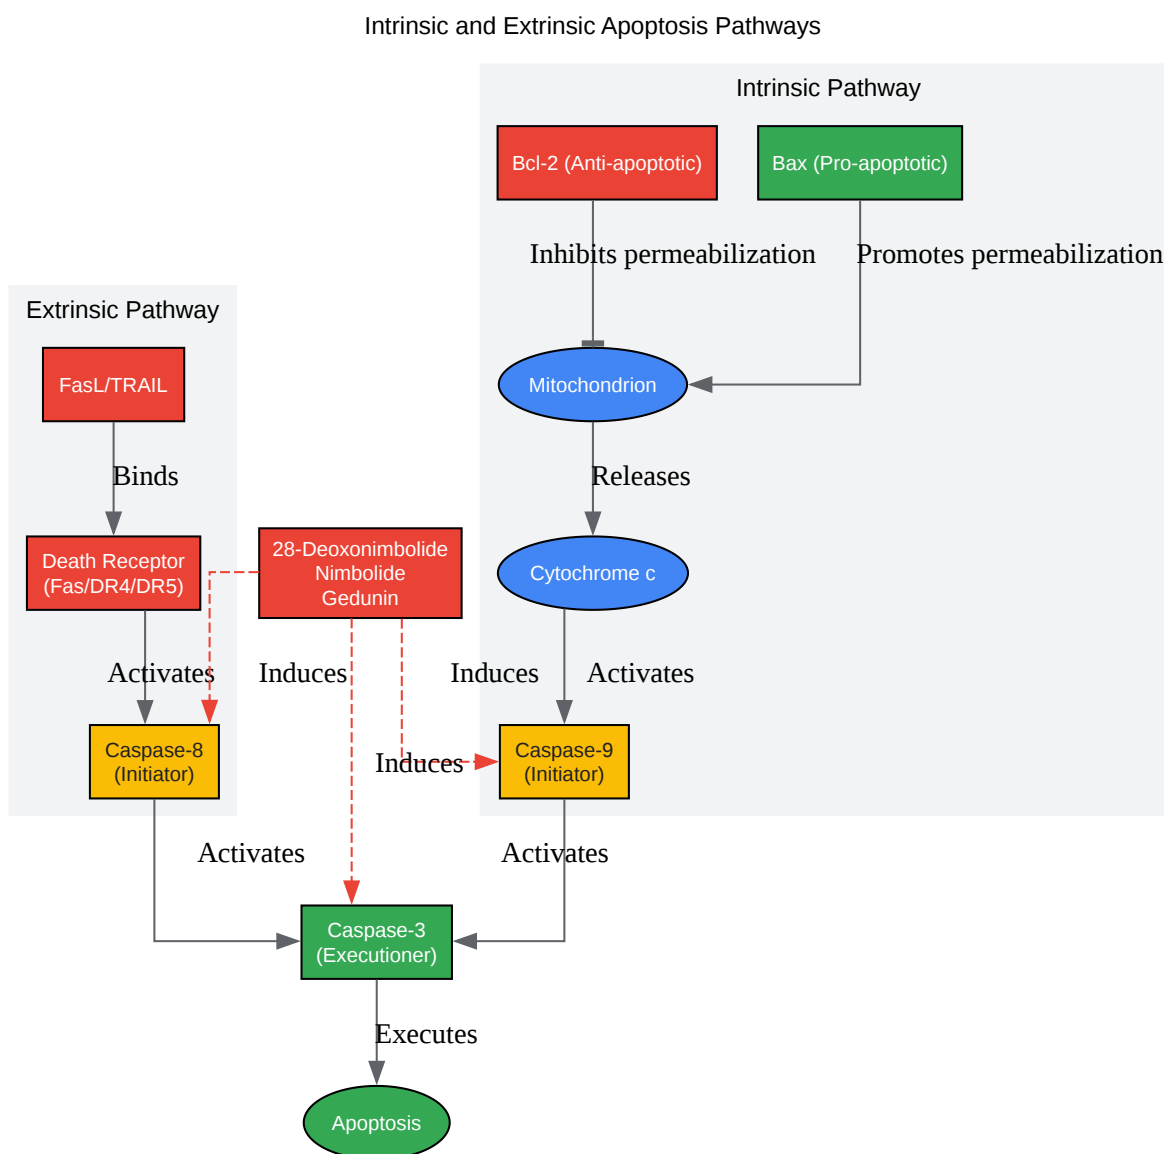 Intrinsic and Extrinsic Apoptosis Pathways
Intrinsic Pathway
Bcl-2 (Anti-apoptotic)
Bax (Pro-apoptotic)
Inhibits permeabilization
Promotes permeabilization
Extrinsic Pathway
FasL/TRAIL
Mitochondrion
Binds
Releases
Death Receptor
(Fas/DR4/DR5)
28-Deoxonimbolide
Nimbolide
Gedunin
Cytochrome c
Activates
Induces
Induces
Activates
Caspase-8
(Initiator)
Induces
Caspase-9
(Initiator)
Activates
Activates
Caspase-3
(Executioner)
Executes
Apoptosis